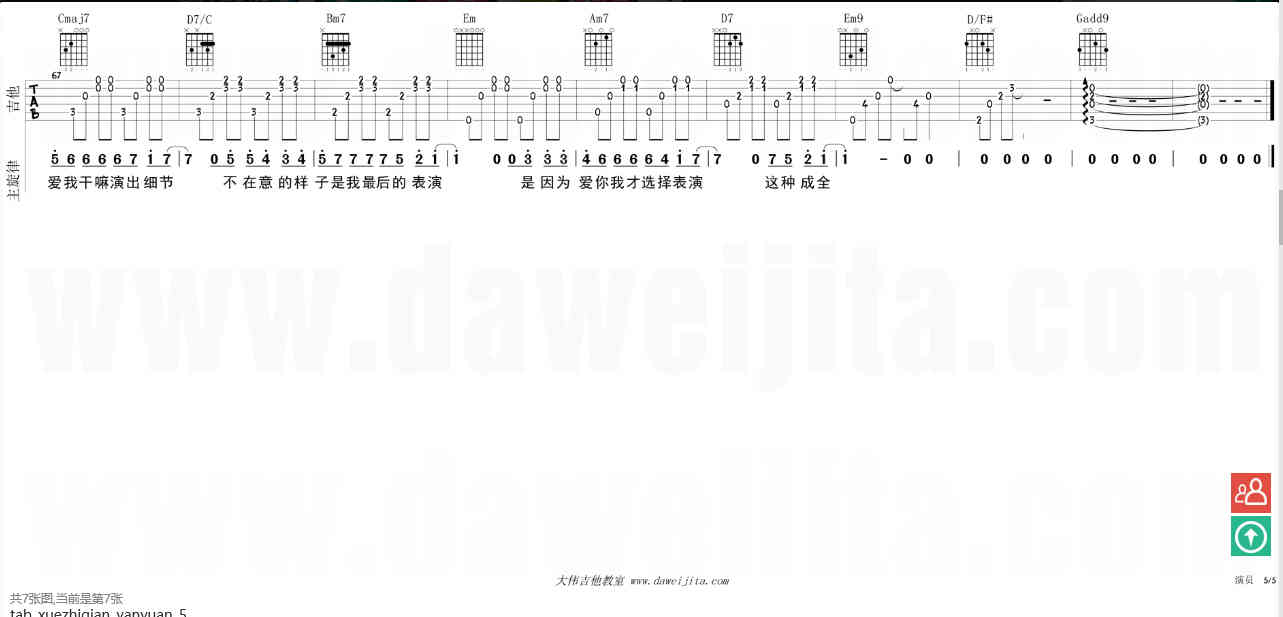 Cmaj7 D7/C Bm7 Em Am7 D7 Em9 D/F# Gadd9
吉他
67
TAB
主旋律
5 6 6 6 6 7 1 7 | 7 0 5 5 4 3 4 | 5 7 7 7 7 5 2 1 | 1 0 0 3 3 3 | 4 6 6 6 6 4 1 7 | 7 0 7 5 2 1 | 1 - 0 0 | 0 0 0 0 | 0 0 0 0 | 0 0 0 0
爱我干嘛演出细节 不在意的样 子是我最后的表演 是因为 爱你我才选择表演 这种成全
www.daweijita.com
www.daweijita.com
大伟吉他教室 www.daweijita.com
演员 5/5
共7张图,当前是第7张
tab_xuezhiqian_yanyuan_5